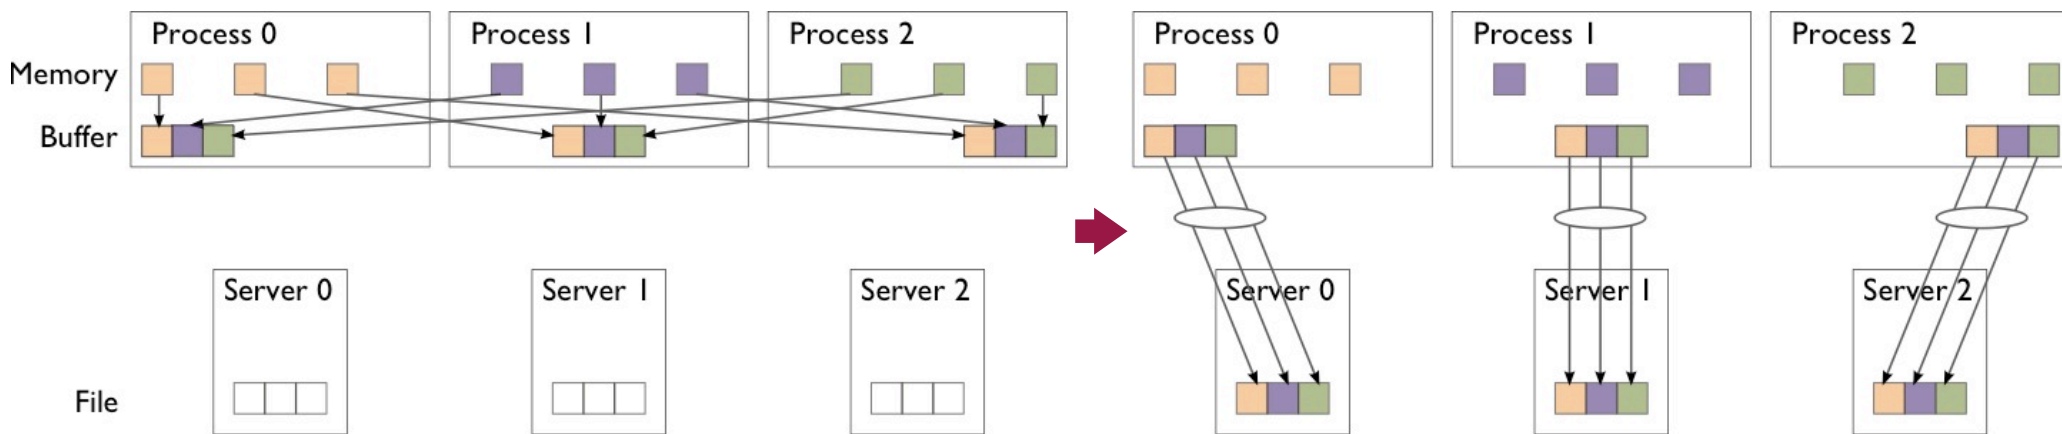 Process 0
Process 1
Process 2
Memory
Buffer
Server 0
Server 1
Server 2
File
Process 0
Process 1
Process 2
Server 0
Server 1
Server 2